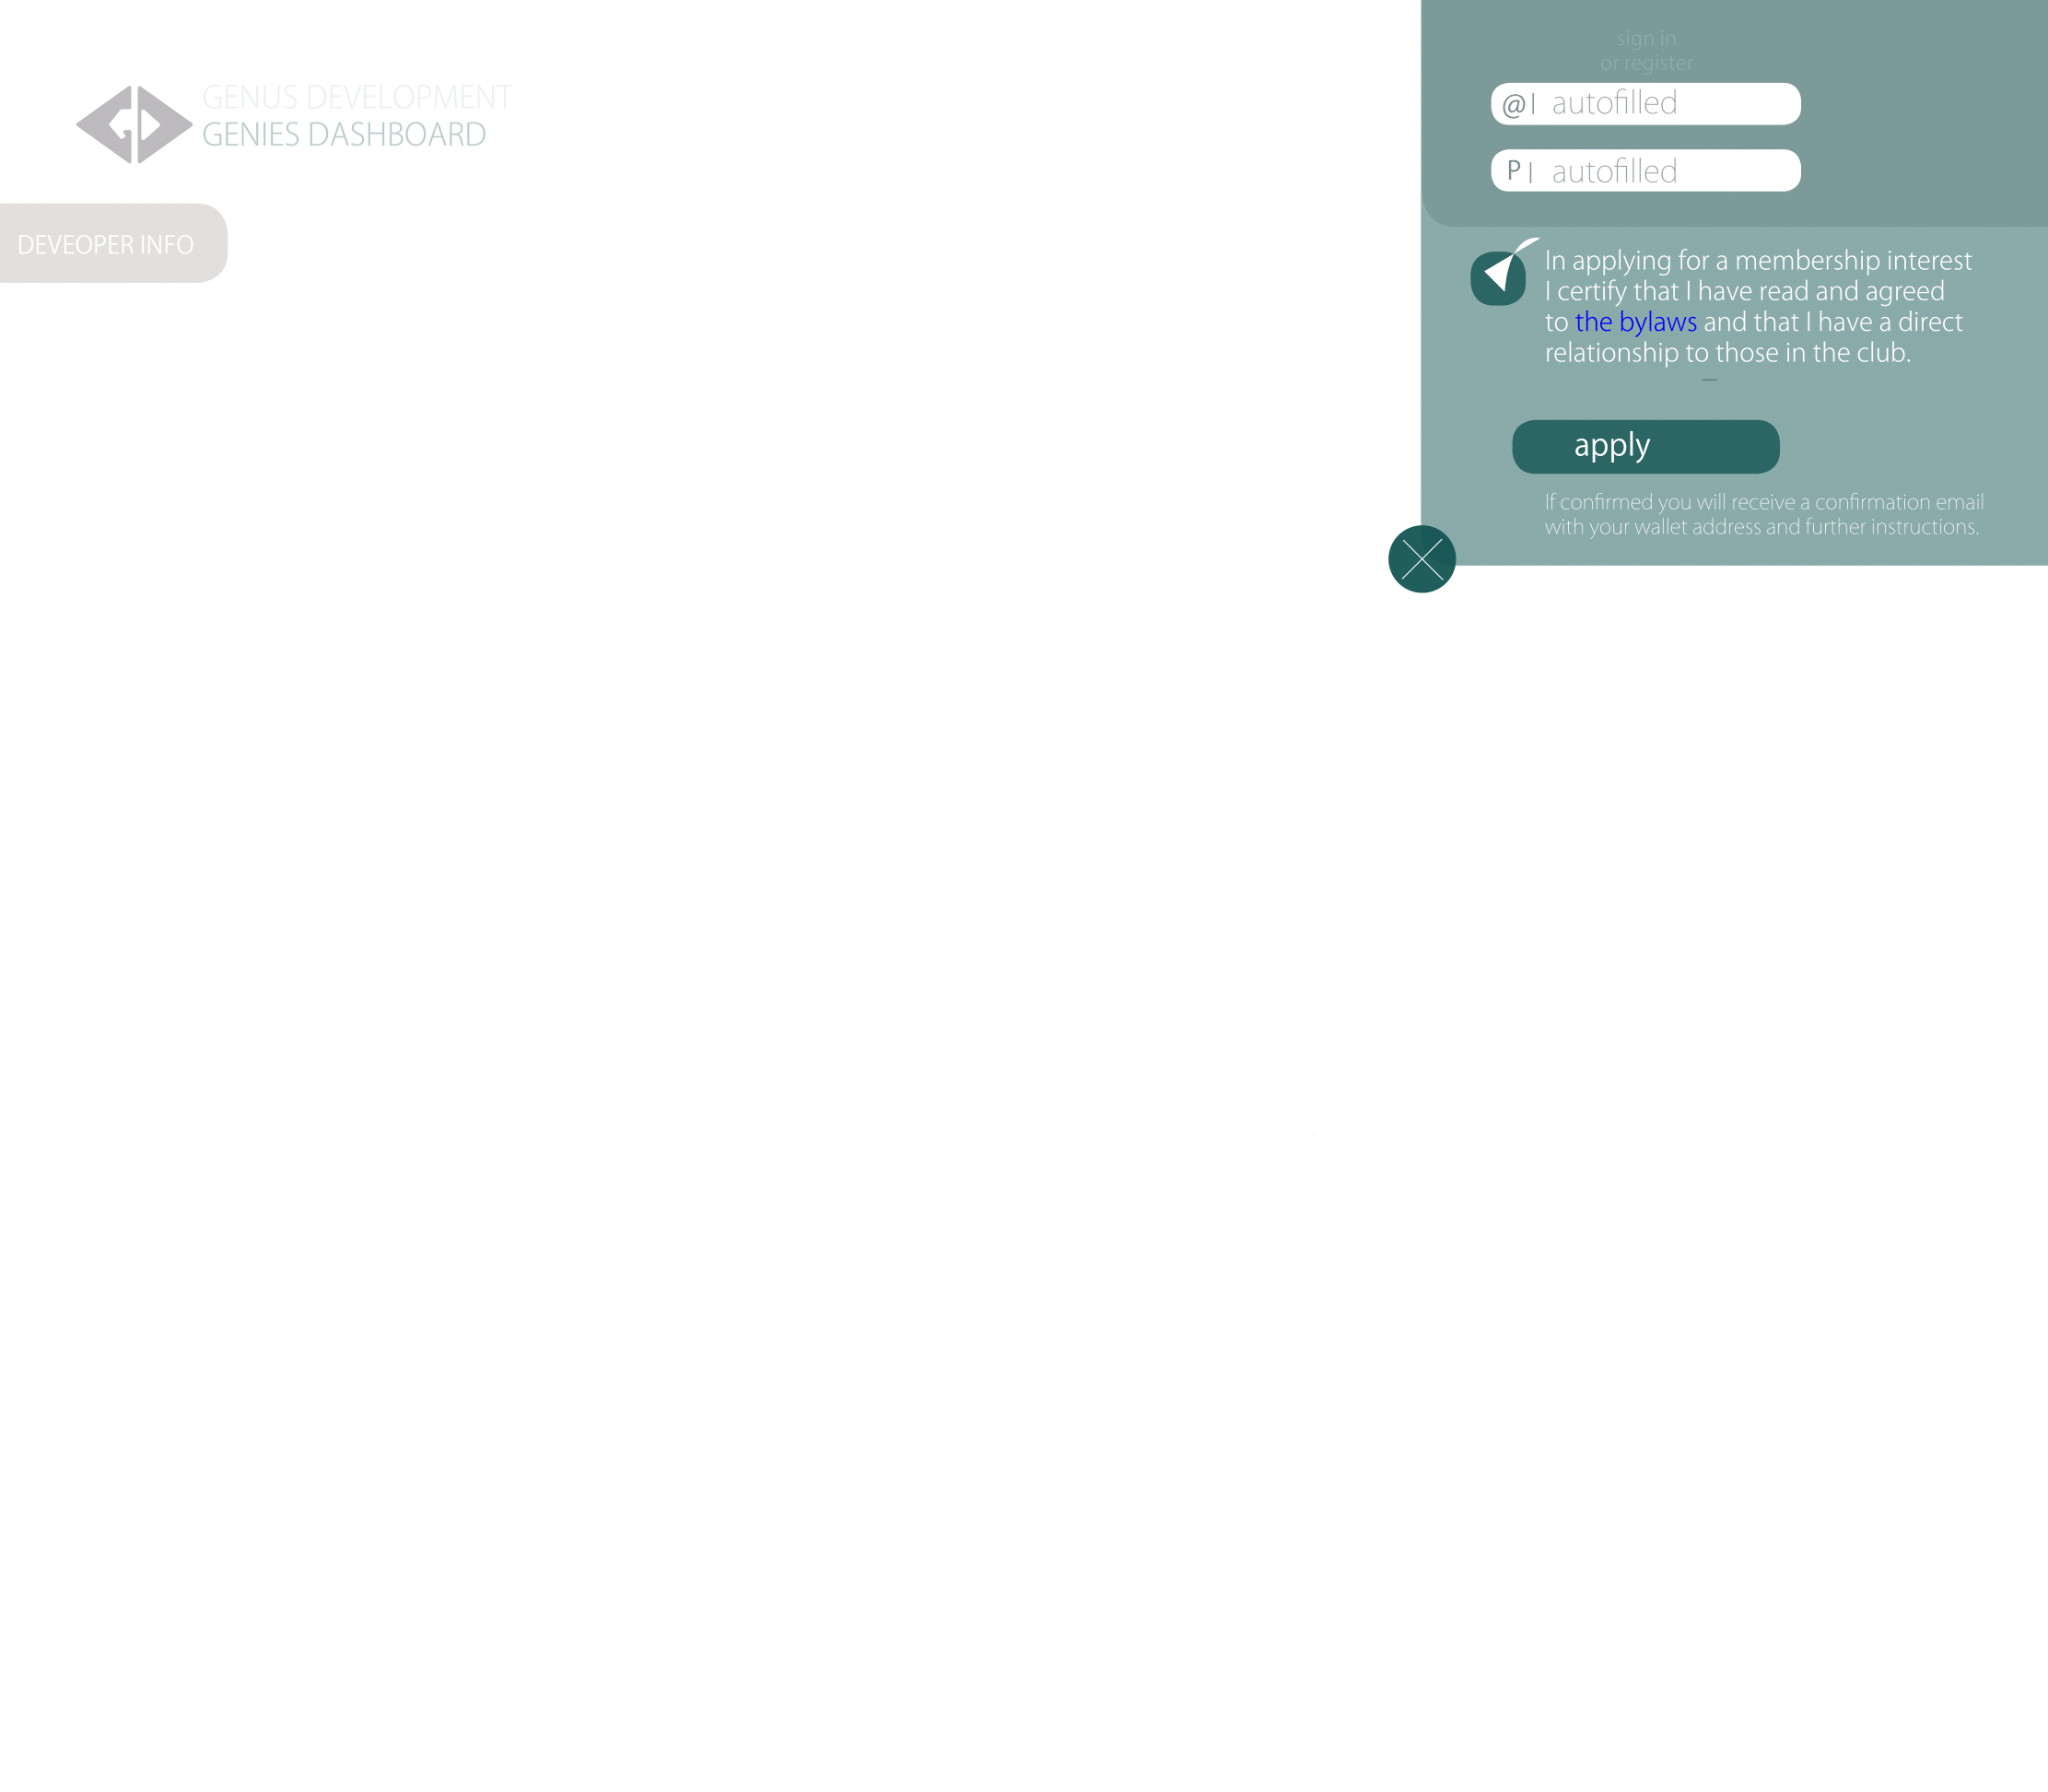 GENUS DEVELOPMENT
GENIES DASHBOARD
DEVEOPER INFO
sign in
or register
@| autofilled
P| autofilled
In applying for a membership interest
I certify that I have read and agreed
to the bylaws and that I have a direct
relationship to those in the club.
apply
If confirmed you will receive a confirmation email
with your wallet address and further instructions.